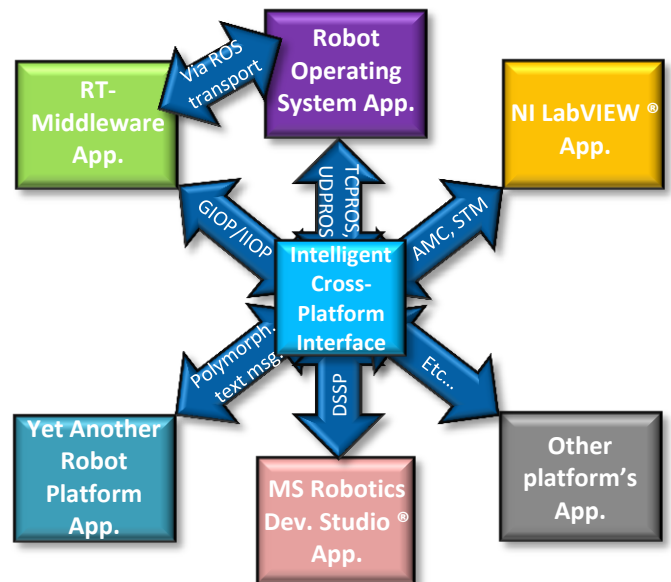 Robot
Operating
System App.
Via ROS
transport
RT-
Middleware
App.
NI LabVIEW ®
App.
TCPROS,
UDPROS
GIOP/IIOP
AMC, STM
Intelligent
Cross-
Platform
Interface
Polymorph.
text msg.
DSSP
Etc...
Yet Another
Robot
Platform
App.
MS Robotics
Dev. Studio ®
App.
Other
platform's
App.